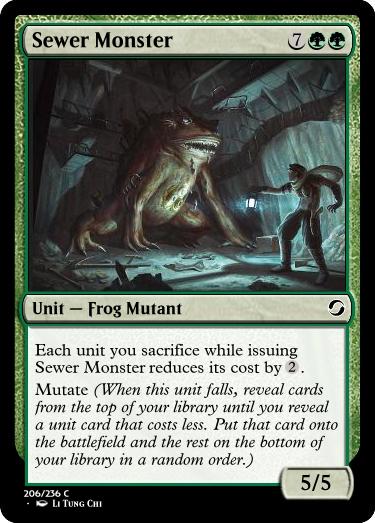 Sewer Monster 7
Unit — Frog Mutant
Each unit you sacrifice while issuing
Sewer Monster reduces its cost by 2.
Mutate (When this unit falls, reveal cards
from the top of your library until you reveal
a unit card that costs less. Put that card onto
the battlefield and the rest on the bottom of
your library in a random order.)
5/5
206/236 C
Li Tung Chi